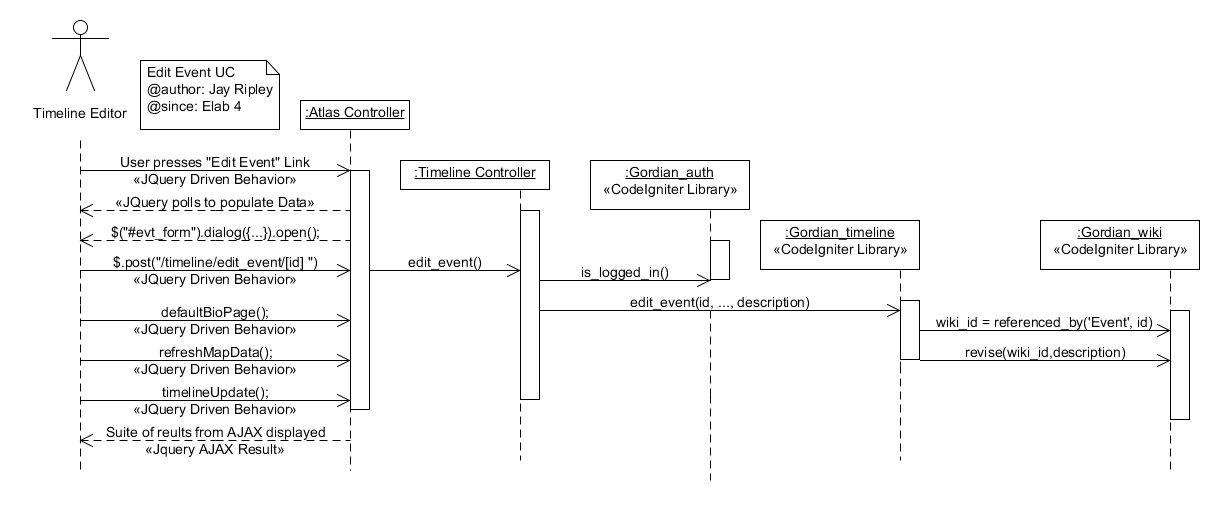 Edit Event UC
@author: Jay Ripley
@since: Elab 4
Timeline Editor
:Atlas Controller
:Timeline Controller
:Gordian_auth
«CodeIgniter Library»
:Gordian_timeline
«CodeIgniter Library»
:Gordian_wiki
«CodeIgniter Library»
User presses "Edit Event" Link
«JQuery Driven Behavior»
«JQuery polls to populate Data»
$("#evt_form").dialog({...}).open();
$.post("/timeline/edit_event/[id] ")
«JQuery Driven Behavior»
edit_event()
is_logged_in()
edit_event(id, ..., description)
wiki_id = referenced_by('Event', id)
revise(wiki_id,description)
defaultBioPage();
«JQuery Driven Behavior»
refreshMapData();
«JQuery Driven Behavior»
timelineUpdate();
«JQuery Driven Behavior»
Suite of reults from AJAX displayed
«Jquery AJAX Result»